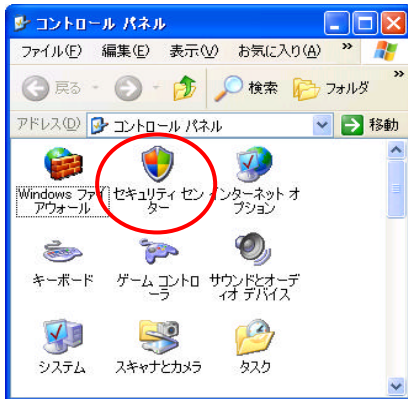 コントロール パネル
ファイル(F) 編集(E) 表示(V) お気に入り(A) »
戻る 検索 フォルダ »
アドレス(D) コントロール パネル 移動
Windows ファイ セキュリティ セン インターネット オ
アウォール ター プション
キーボード ゲーム コントロ サウンドとオーデ
ーラ ィオ デバイス
システム スキャナとカメラ タスク